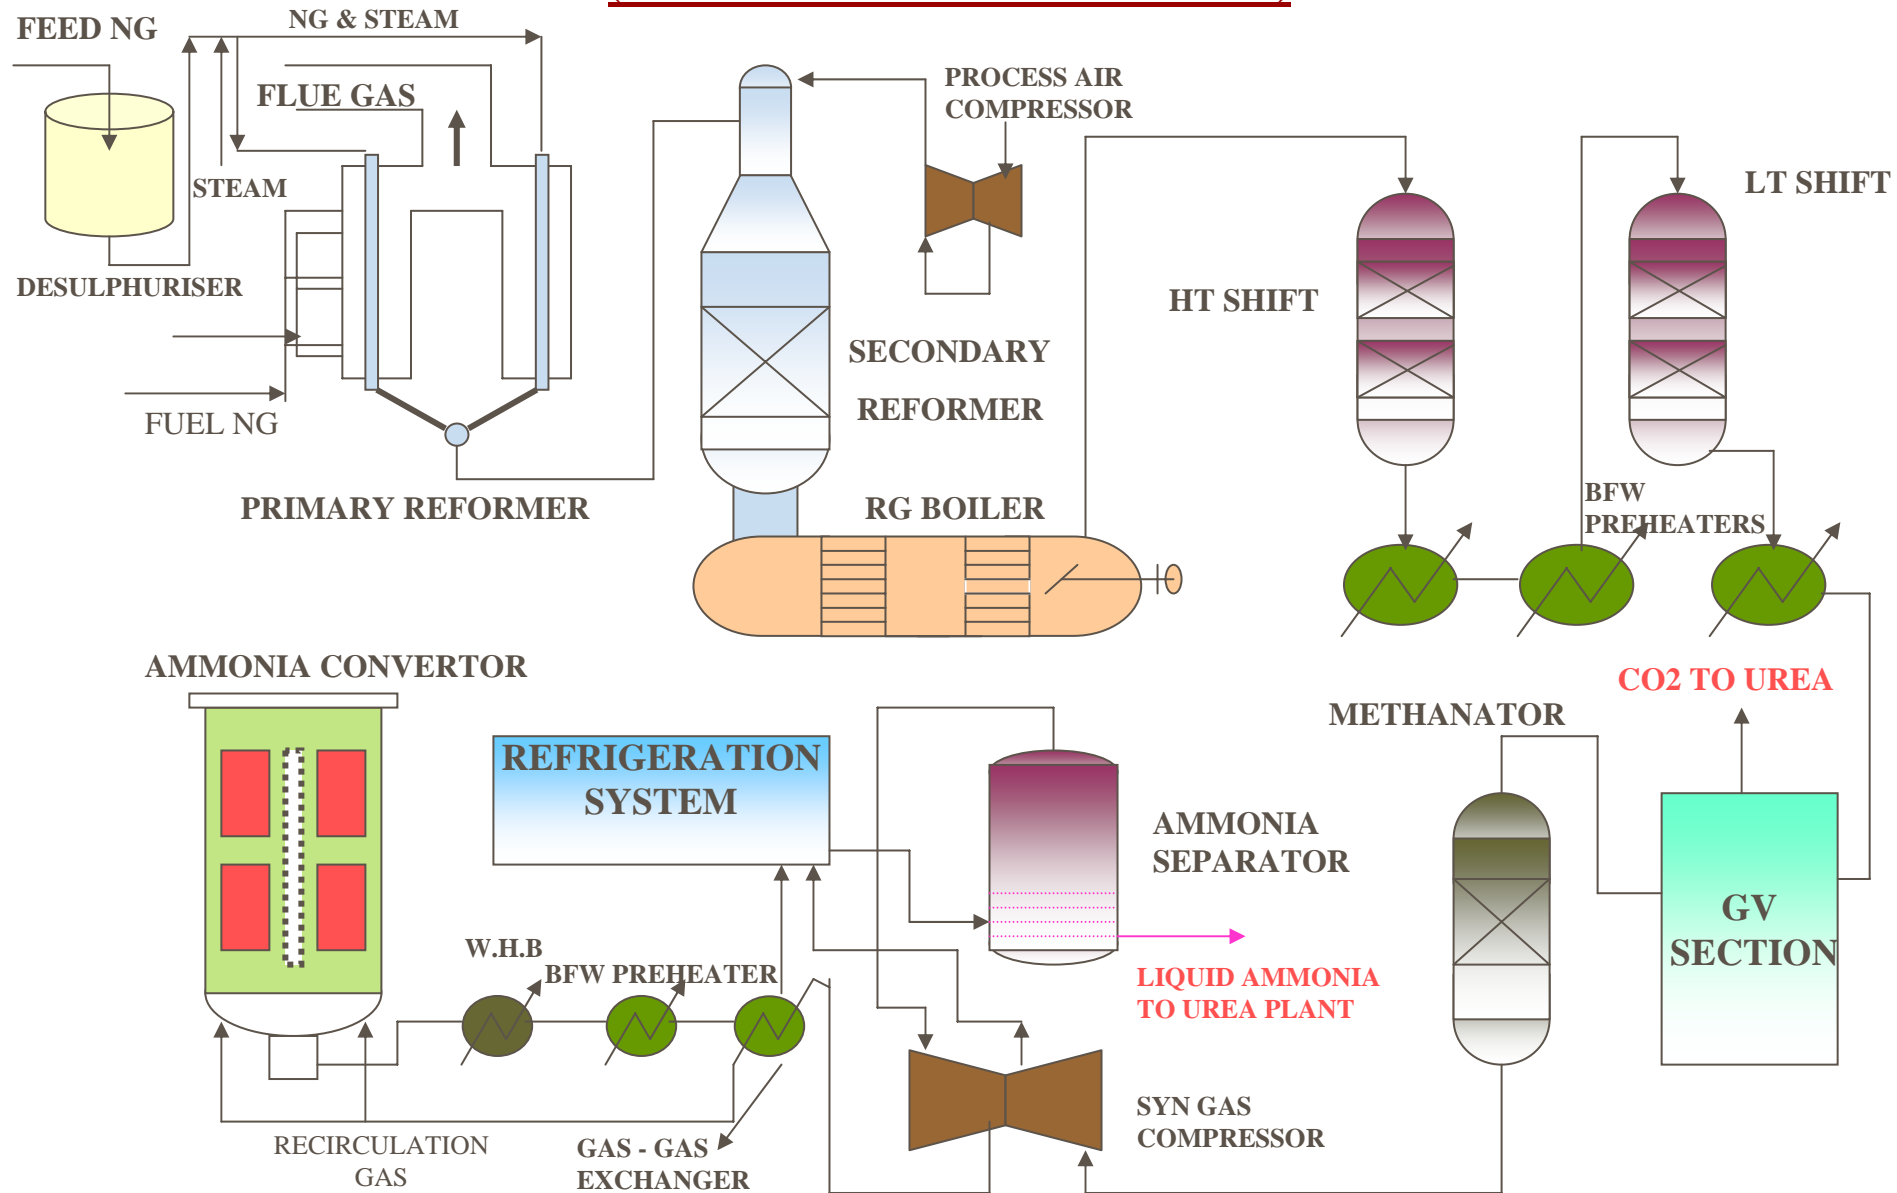 FEED NG
NG & STEAM
FLUE GAS
STEAM
DESULPHURISER
FUEL NG
PRIMARY REFORMER
PROCESS AIR
COMPRESSOR
SECONDARY
REFORMER
RG BOILER
HT SHIFT
LT SHIFT
BFW
PREHEATERS
AMMONIA CONVERTOR
REFRIGERATION
SYSTEM
W.H.B
BFW PREHEATER
RECIRCULATION
GAS
GAS - GAS
EXCHANGER
AMMONIA
SEPARATOR
LIQUID AMMONIA
TO UREA PLANT
SYN GAS
COMPRESSOR
METHANATOR
CO2 TO UREA
GV
SECTION